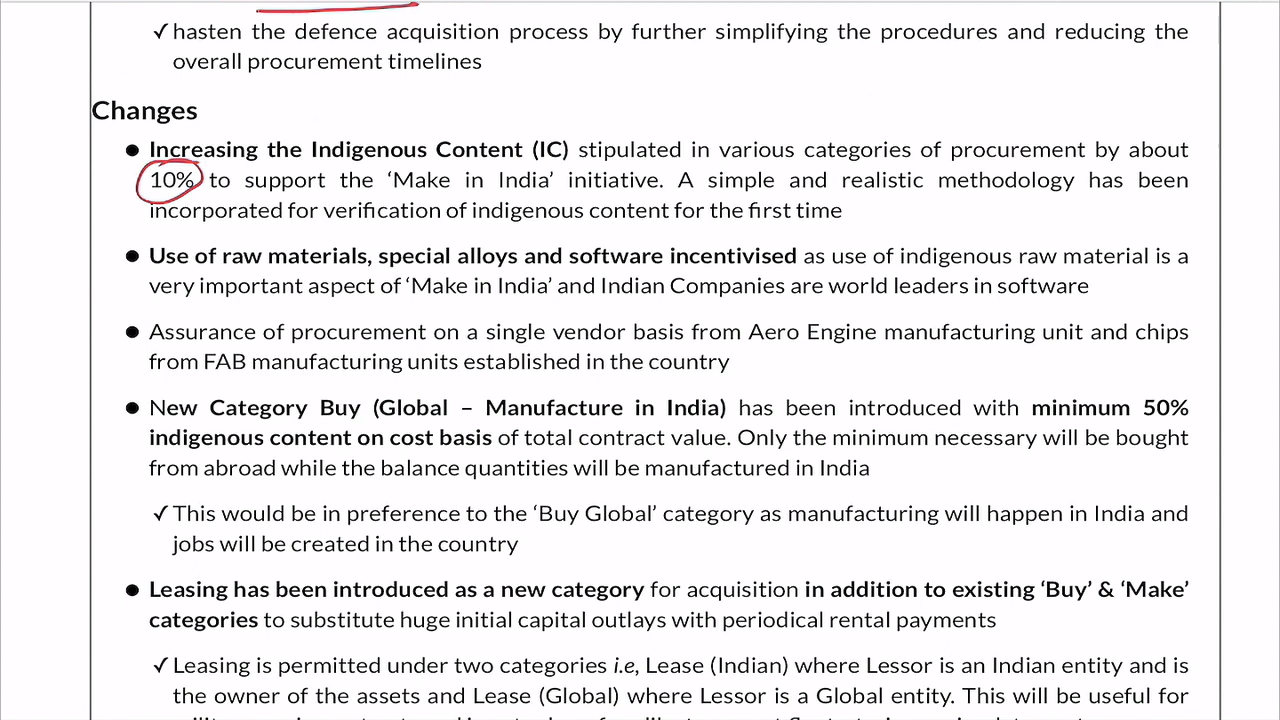 ✓ hasten the defence acquisition process by further simplifying the procedures and reducing the
overall procurement timelines
Changes
● Increasing the Indigenous Content (IC) stipulated in various categories of procurement by about
10% to support the ‘Make in India’ initiative. A simple and realistic methodology has been
incorporated for verification of indigenous content for the first time
● Use of raw materials, special alloys and software incentivised as use of indigenous raw material is a
very important aspect of ‘Make in India’ and Indian Companies are world leaders in software
● Assurance of procurement on a single vendor basis from Aero Engine manufacturing unit and chips
from FAB manufacturing units established in the country
● New Category Buy (Global – Manufacture in India) has been introduced with minimum 50%
indigenous content on cost basis of total contract value. Only the minimum necessary will be bought
from abroad while the balance quantities will be manufactured in India
✓ This would be in preference to the ‘Buy Global’ category as manufacturing will happen in India and
jobs will be created in the country
● Leasing has been introduced as a new category for acquisition in addition to existing ‘Buy’ & ‘Make’
categories to substitute huge initial capital outlays with periodical rental payments
✓ Leasing is permitted under two categories i.e, Lease (Indian) where Lessor is an Indian entity and is
the owner of the assets and Lease (Global) where Lessor is a Global entity. This will be useful for